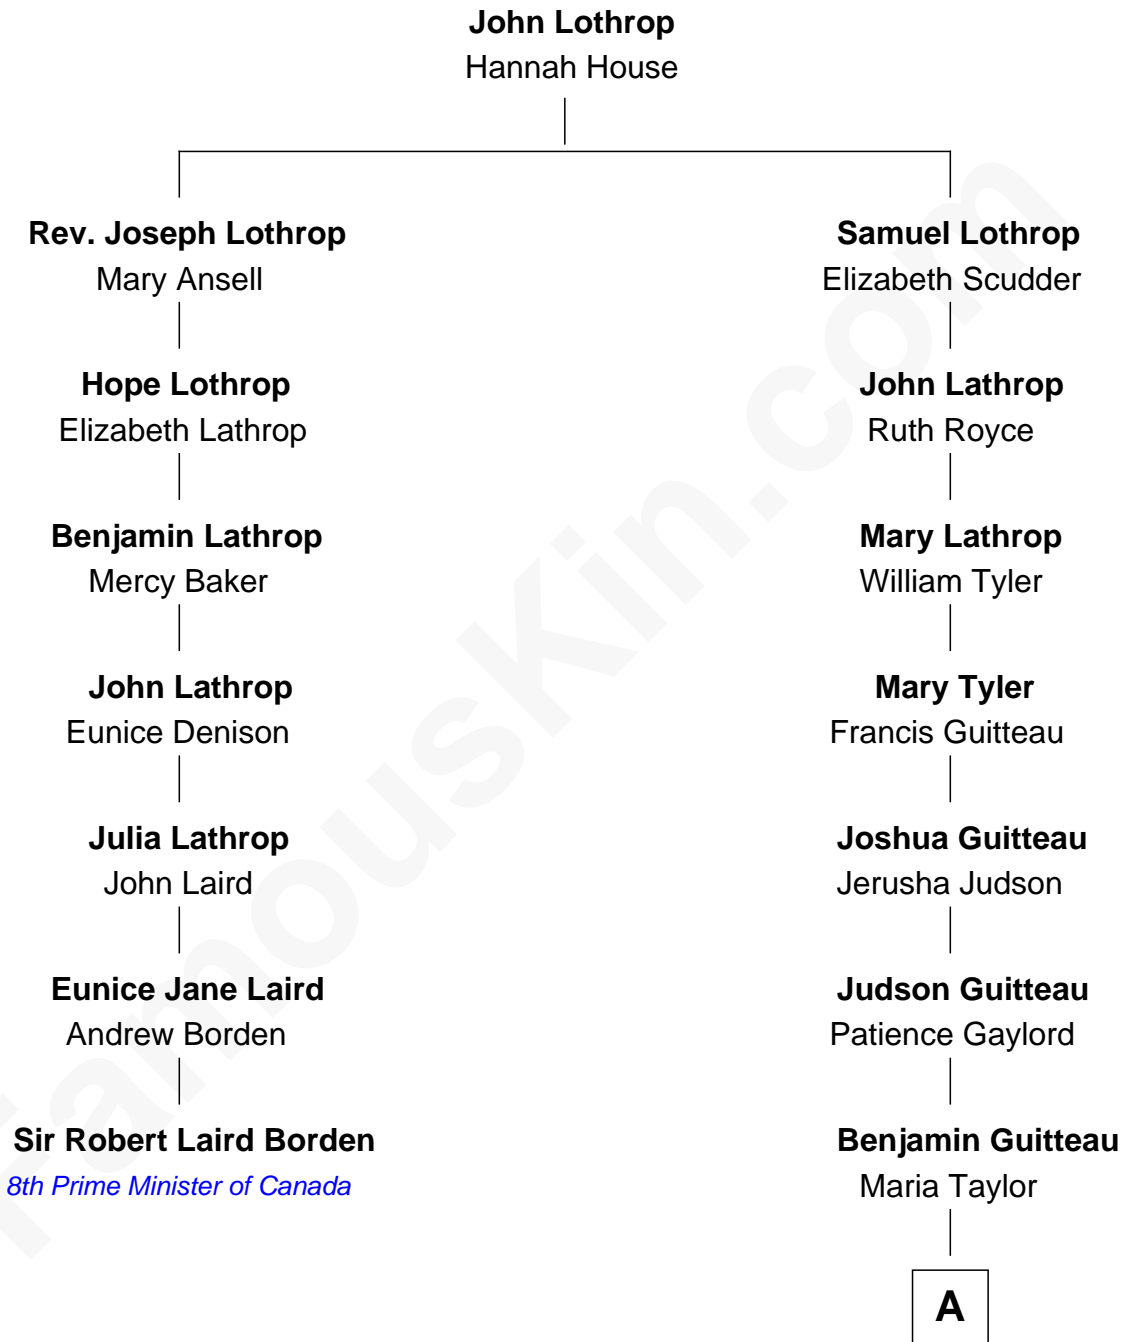 John Lothrop
Hannah House
Rev. Joseph Lothrop
Mary Ansell
Samuel Lothrop
Elizabeth Scudder
Hope Lothrop
Elizabeth Lathrop
John Lathrop
Ruth Royce
Benjamin Lathrop
Mercy Baker
Mary Lathrop
William Tyler
John Lathrop
Eunice Denison
Mary Tyler
Francis Guitteau
Julia Lathrop
John Laird
Joshua Guitteau
Jerusha Judson
Eunice Jane Laird
Andrew Borden
Judson Guitteau
Patience Gaylord
Sir Robert Laird Borden
8th Prime Minister of Canada
Benjamin Guitteau
Maria Taylor
A
FamousKin.com